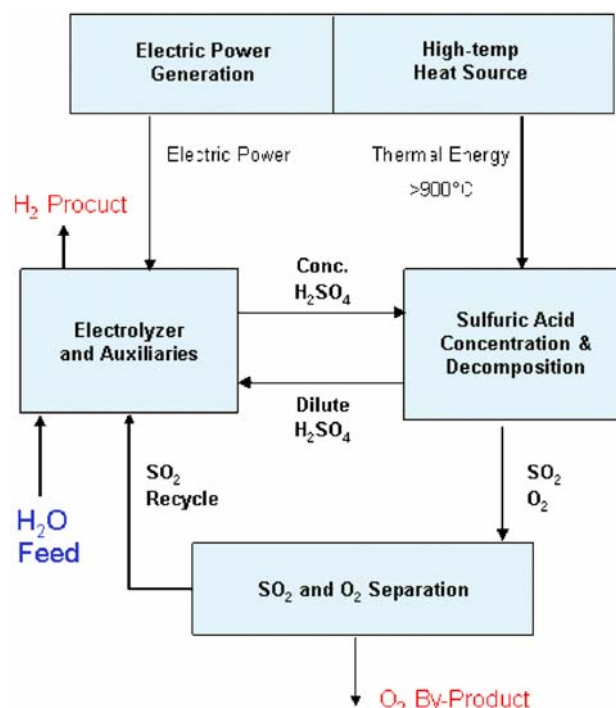 Electric Power
Generation
High-temp
Heat Source
Electric Power
Thermal Energy
>900°C
H₂ Procuct
Conc.
H₂SO₄
Electrolyzer
and Auxiliaries
Sulfuric Acid
Concentration &
Decomposition
Dilute
H₂SO₄
SO₂
Recycle
SO₂
O₂
H₂O
Feed
SO₂ and O₂ Separation
O₂ By-Product